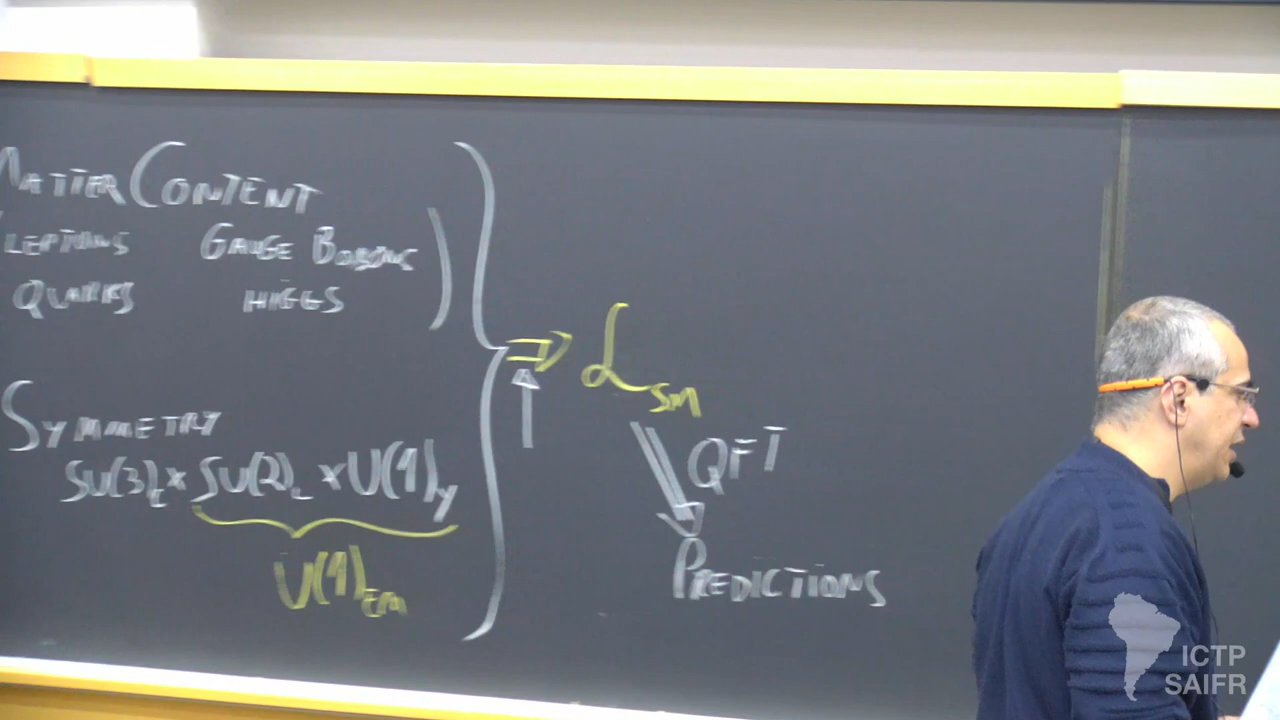 MATTER CONTENT
LEPTONS GAUGE BOSONS
QUARKS HIGGS
SYMMETRY
SU(3)c × SU(2)L × U(1)Y
U(1)EM
⇒ ℒSM
QFT
PREDICTIONS
ICTP
SAIFR